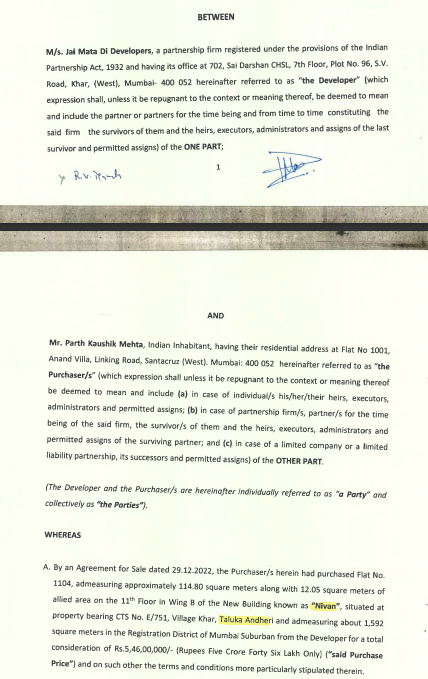 BETWEEN
M/s. Jai Mata Di Developers, a partnership firm registered under the provisions of the Indian
Partnership Act, 1932 and having its office at 702, Sai Darshan CHSL, 7th Floor, Plot No. 96, S.V.
Road, Khar, (West), Mumbai- 400 052 hereinafter referred to as "the Developer" (which
expression shall, unless it be repugnant to the context or meaning thereof, be deemed to mean
and include the partner or partners for the time being and from time to time constituting the
said firm the survivors of them and the heirs, executors, administrators and assigns of the last
survivor and permitted assigns) of the ONE PART;
1
AND
Mr. Parth Kaushik Mehta, Indian Inhabitant, having their residential address at Flat No 1001,
Anand Villa, Linking Road, Santacruz (West). Mumbai: 400 052 hereinafter referred to as "the
Purchaser/s" (which expression shall unless it be repugnant to the context or meaning thereof
be deemed to mean and include (a) in case of individual/s his/her/their heirs, executors,
administrators and permitted assigns; (b) in case of partnership firm/s, partner/s for the time
being of the said firm, the survivor/s of them and the heirs, executors, administrators and
permitted assigns of the surviving partner; and (c) in case of a limited company or a limited
liability partnership, its successors and permitted assigns) of the OTHER PART.
(The Developer and the Purchaser/s are hereinafter individually referred to as "a Party" and
collectively as "the Parties").
WHEREAS
A. By an Agreement for Sale dated 29.12.2022, the Purchaser/s herein had purchased Flat No.
1104, admeasuring approximately 114.80 square meters along with 12.05 square meters of
allied area on the 11th Floor in Wing B of the New Building known as "Nivan", situated at
property bearing CTS No. E/751, Village Khar, Taluka Andheri and admeasuring about 1,592
square meters in the Registration District of Mumbai Suburban from the Developer for a total
consideration of Rs.5,46,00,000/- (Rupees Five Crore Forty Six Lakh Only) ("said Purchase
Price") and on such other the terms and conditions more particularly stipulated therein.